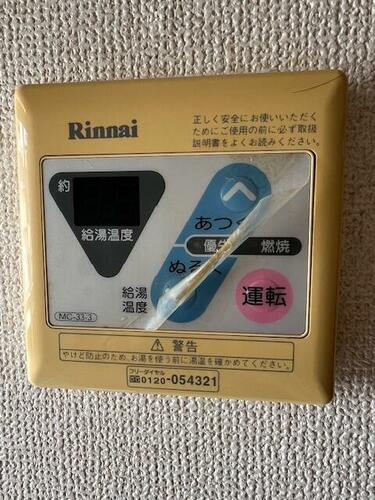 Rinnai
正しく安全にお使いいただく
ためにご使用の前に必ず取扱
説明書をよくお読みください。
約
給湯温度
あつく
優先 燃焼
ぬるく
給湯
温度
運転
MC-33-3
⚠警告
やけど防止のため、お湯を使う前に湯温を確かめてください。
フリーダイヤル
0120-054321